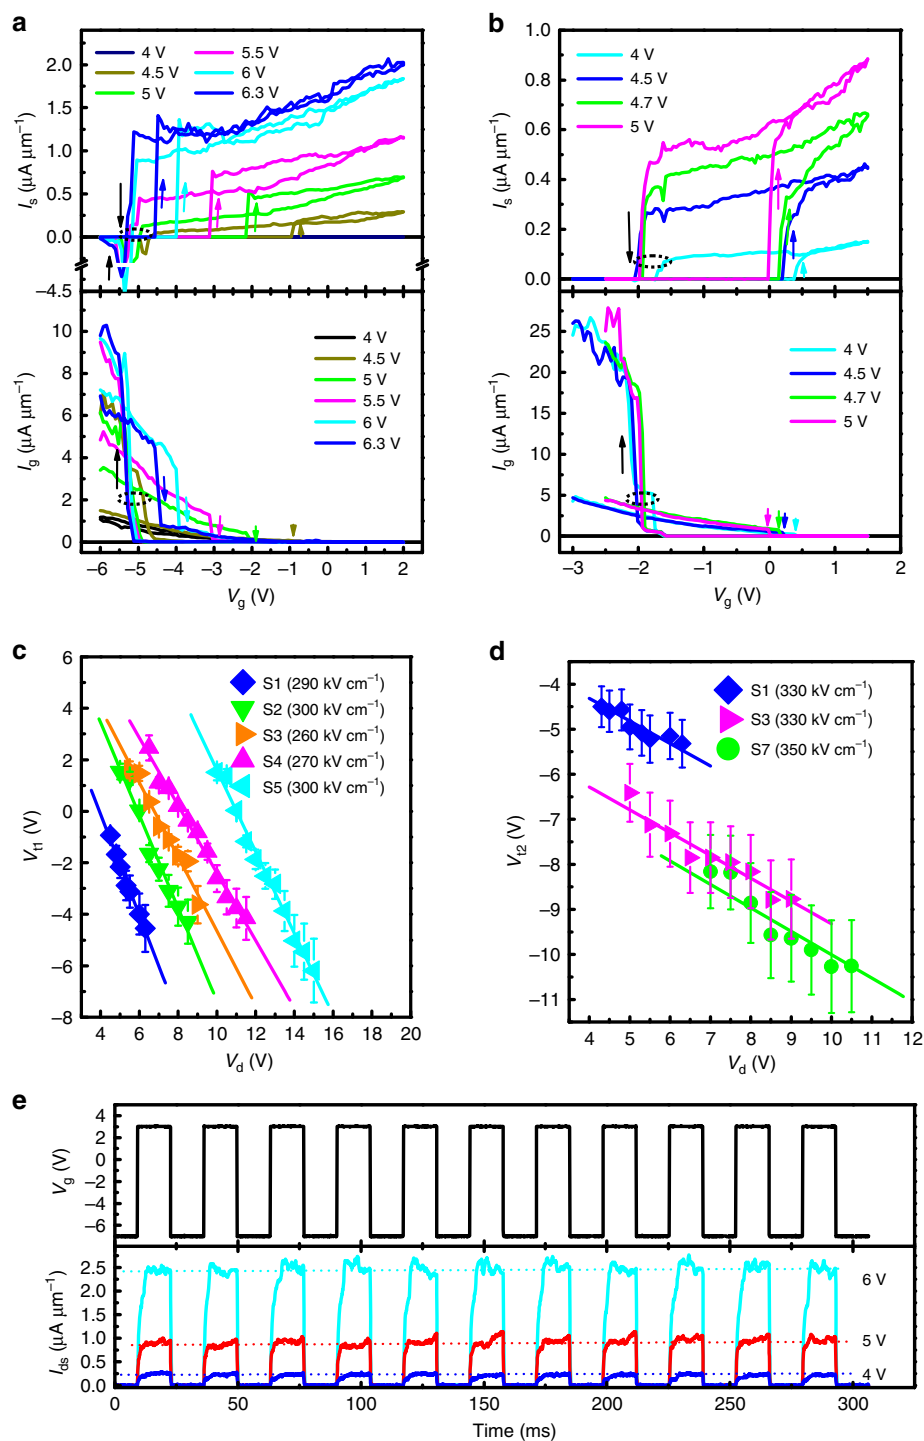 a
4 V
4.5 V
5 V
5.5 V
6 V
6.3 V
2.0
1.5
1.0
0.5
0.0
−4.5
Is (μA μm−1)
4 V
4.5 V
5 V
5.5 V
6 V
6.3 V
10
8
6
4
2
0
Ig (μA μm−1)
−6 −5 −4 −3 −2 −1 0 1 2
Vg (V)
b
4 V
4.5 V
4.7 V
5 V
0.8
0.6
0.4
0.2
0.0
Is (μA μm−1)
4 V
4.5 V
4.7 V
5 V
25
20
15
10
5
0
Ig (μA μm−1)
−3 −2 −1 0 1
Vg (V)
c
S1 (290 kV cm−1)
S2 (300 kV cm−1)
S3 (260 kV cm−1)
S4 (270 kV cm−1)
S5 (300 kV cm−1)
6
4
2
0
−2
−4
−6
−8
Vt1 (V)
4 6 8 10 12 14 16 18 20
Vd (V)
d
S1 (330 kV cm−1)
S3 (330 kV cm−1)
S7 (350 kV cm−1)
−4
−5
−6
−7
−8
−9
−10
−11
Vt2 (V)
4 5 6 7 8 9 10 11 12
Vd (V)
e
4
2
0
−2
−4
−6
Vg (V)
2.5
2.0
1.5
1.0
0.5
0.0
Ids (μA μm−1)
6 V
5 V
4 V
0 50 100 150 200 250 300
Time (ms)